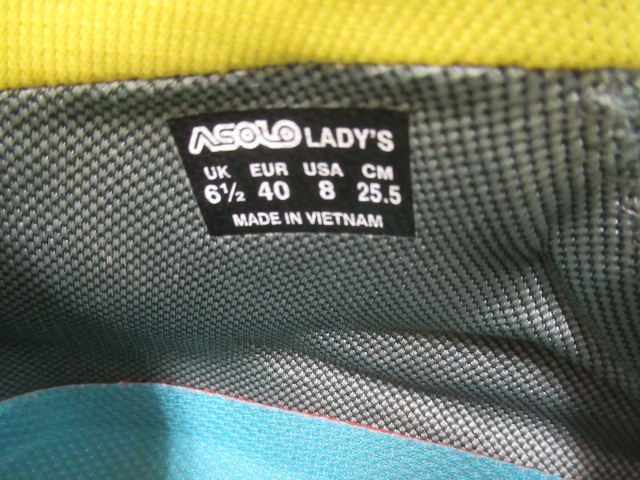 ASOLO LADY'S
UK EUR USA CM
6½ 40 8 25.5
MADE IN VIETNAM